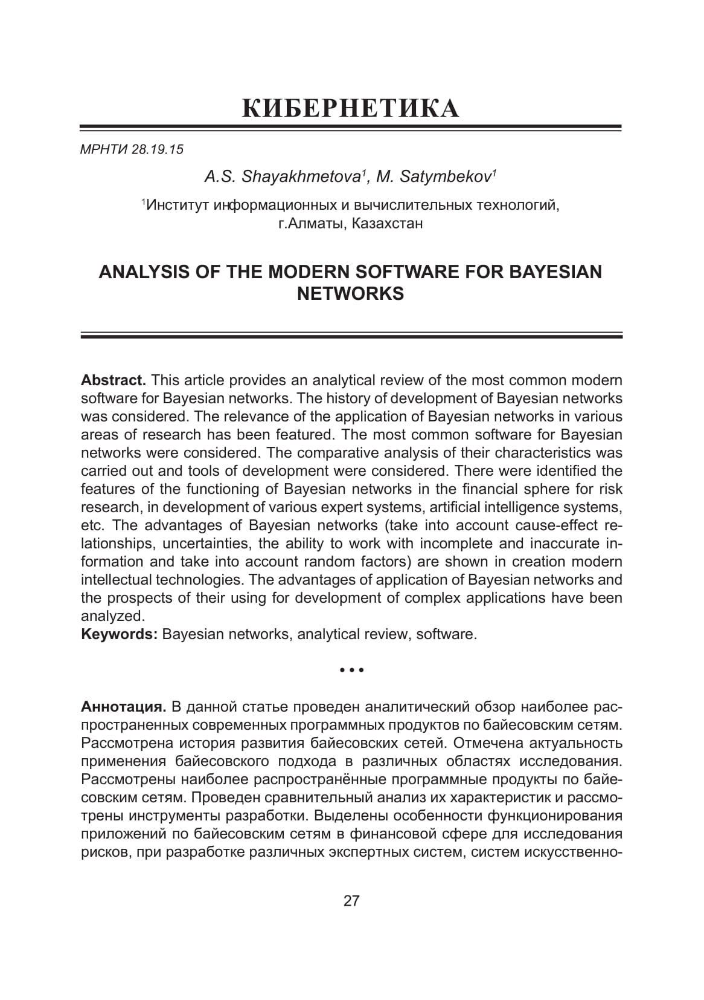 КИБЕРНЕТИКА
МРНТИ 28.19.15
A.S. Shayakhmetova¹, M. Satymbekov¹
¹Институт информационных и вычислительных технологий,
г.Алматы, Казахстан
ANALYSIS OF THE MODERN SOFTWARE FOR BAYESIAN
NETWORKS
Abstract. This article provides an analytical review of the most common modern
software for Bayesian networks. The history of development of Bayesian networks
was considered. The relevance of the application of Bayesian networks in various
areas of research has been featured. The most common software for Bayesian
networks were considered. The comparative analysis of their characteristics was
carried out and tools of development were considered. There were identified the
features of the functioning of Bayesian networks in the financial sphere for risk
research, in development of various expert systems, artificial intelligence systems,
etc. The advantages of Bayesian networks (take into account cause-effect re-
lationships, uncertainties, the ability to work with incomplete and inaccurate in-
formation and take into account random factors) are shown in creation modern
intellectual technologies. The advantages of application of Bayesian networks and
the prospects of their using for development of complex applications have been
analyzed.
Keywords: Bayesian networks, analytical review, software.
•••
Аннотация. В данной статье проведен аналитический обзор наиболее рас-
пространенных современных программных продуктов по байесовским сетям.
Рассмотрена история развития байесовских сетей. Отмечена актуальность
применения байесовского подхода в различных областях исследования.
Рассмотрены наиболее распространённые программные продукты по байе-
совским сетям. Проведен сравнительный анализ их характеристик и рассмо-
трены инструменты разработки. Выделены особенности функционирования
приложений по байесовским сетям в финансовой сфере для исследования
рисков, при разработке различных экспертных систем, систем искусственно-
27